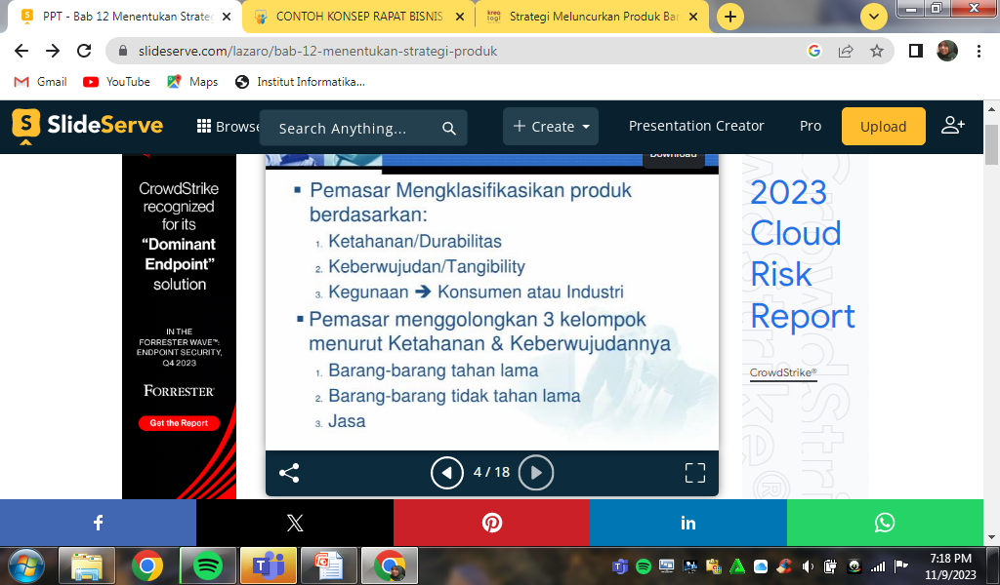 PPT - Bab 12 Menentukan Strate
CONTOH KONSEP RAPAT BISNIS
Strategi Meluncurkan Produk Bar
slideserve.com/lazaro/bab-12-menentukan-strategi-produk
Gmail
YouTube
Maps
Institut Informatika...
SlideServe
Browse
Search Anything...
+ Create
Presentation Creator
Pro
Upload
Download
CrowdStrike
recognized
for its
“Dominant
Endpoint”
solution
IN THE
FORRESTER WAVE™:
ENDPOINT SECURITY,
Q4 2023
FORRESTER
Get the Report
Pemasar Mengklasifikasikan produk
berdasarkan:
1. Ketahanan/Durabilitas
2. Keberwujudan/Tangibility
3. Kegunaan ➔ Konsumen atau Industri
Pemasar menggolongkan 3 kelompok
menurut Ketahanan & Keberwujudannya
1. Barang-barang tahan lama
2. Barang-barang tidak tahan lama
3. Jasa
4 / 18
2023
Cloud
Risk
Report
CrowdStrike®
7:18 PM
11/9/2023